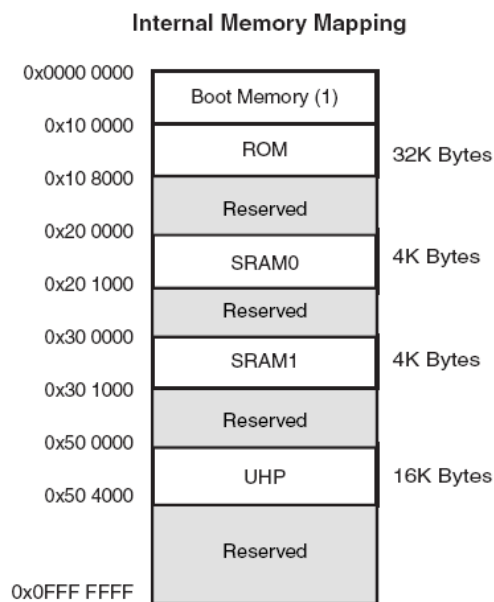 Internal Memory Mapping
0x0000 0000
Boot Memory (1)
0x10 0000
ROM
32K Bytes
0x10 8000
Reserved
0x20 0000
SRAM0
4K Bytes
0x20 1000
Reserved
0x30 0000
SRAM1
4K Bytes
0x30 1000
Reserved
0x50 0000
UHP
16K Bytes
0x50 4000
Reserved
0x0FFF FFFF